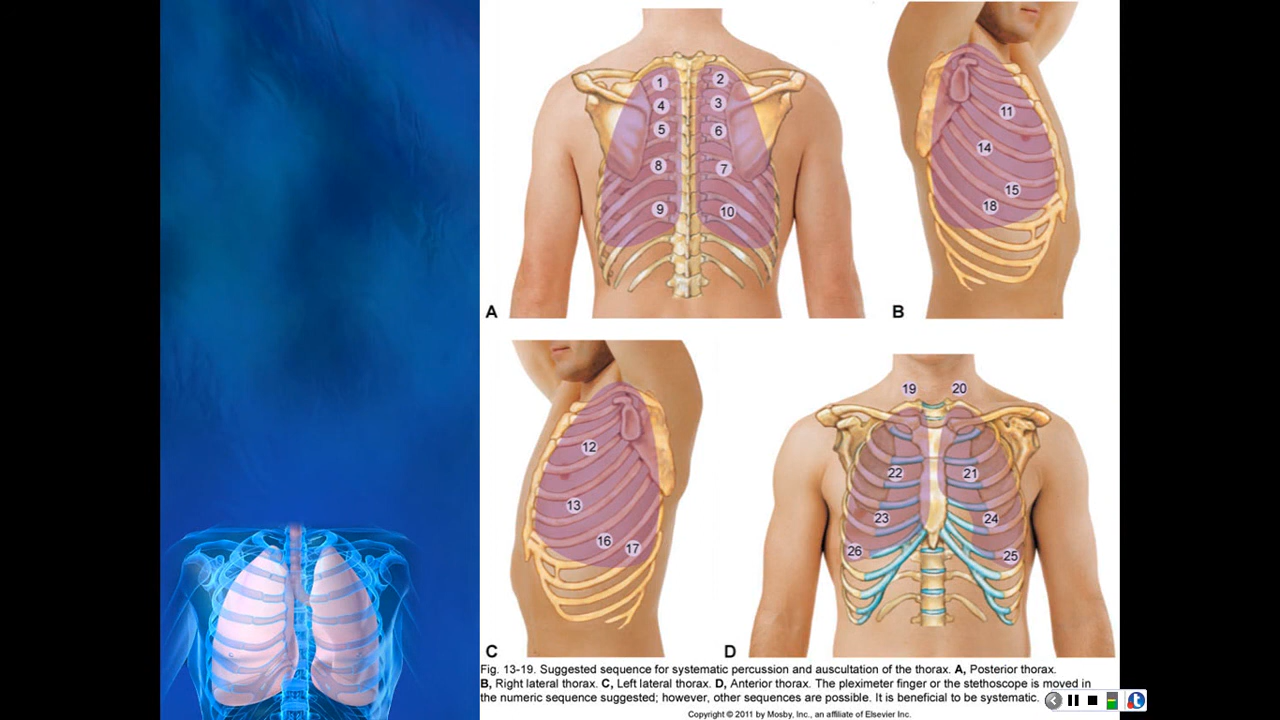 1 2
4 3
5 6
8 7
9 10
A
11
14
15
18
B
12
13
16
17
C
19 20
22 21
23 24
26 25
D
Fig. 13-19. Suggested sequence for systematic percussion and auscultation of the thorax. A, Posterior thorax.
B, Right lateral thorax. C, Left lateral thorax. D, Anterior thorax. The pleximeter finger or the stethoscope is moved in
the numeric sequence suggested; however, other sequences are possible. It is beneficial to be systematic.
Copyright © 2011 by Mosby, Inc., an affiliate of Elsevier Inc.
t